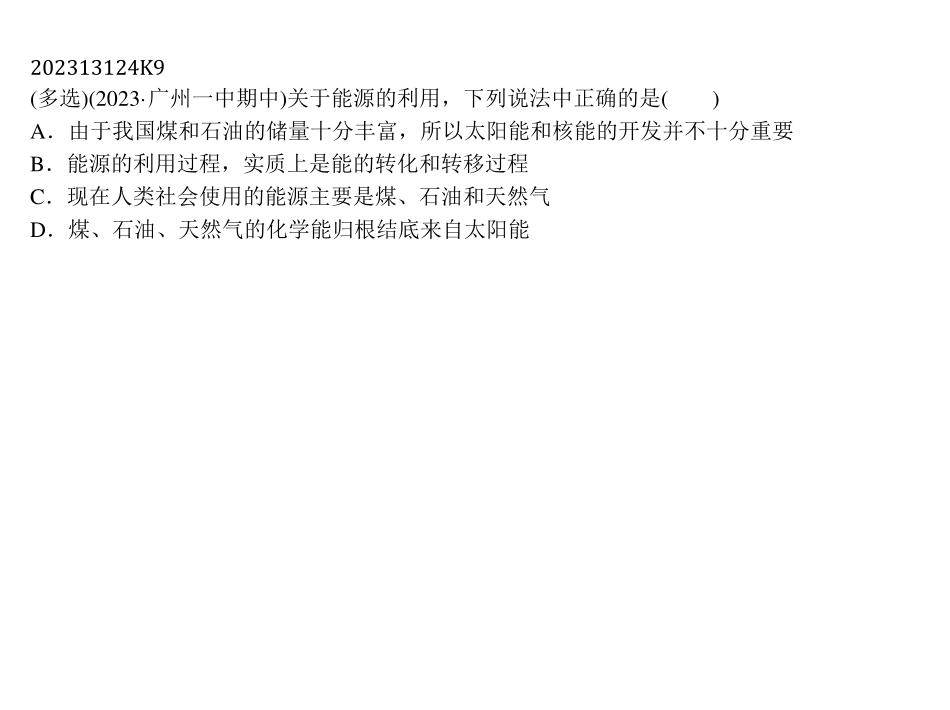 202313124K9
(多选)(2023·广州一中期中)关于能源的利用，下列说法中正确的是(　　)
A．由于我国煤和石油的储量十分丰富，所以太阳能和核能的开发并不十分重要
B．能源的利用过程，实质上是能的转化和转移过程
C．现在人类社会使用的能源主要是煤、石油和天然气
D．煤、石油、天然气的化学能归根结底来自太阳能